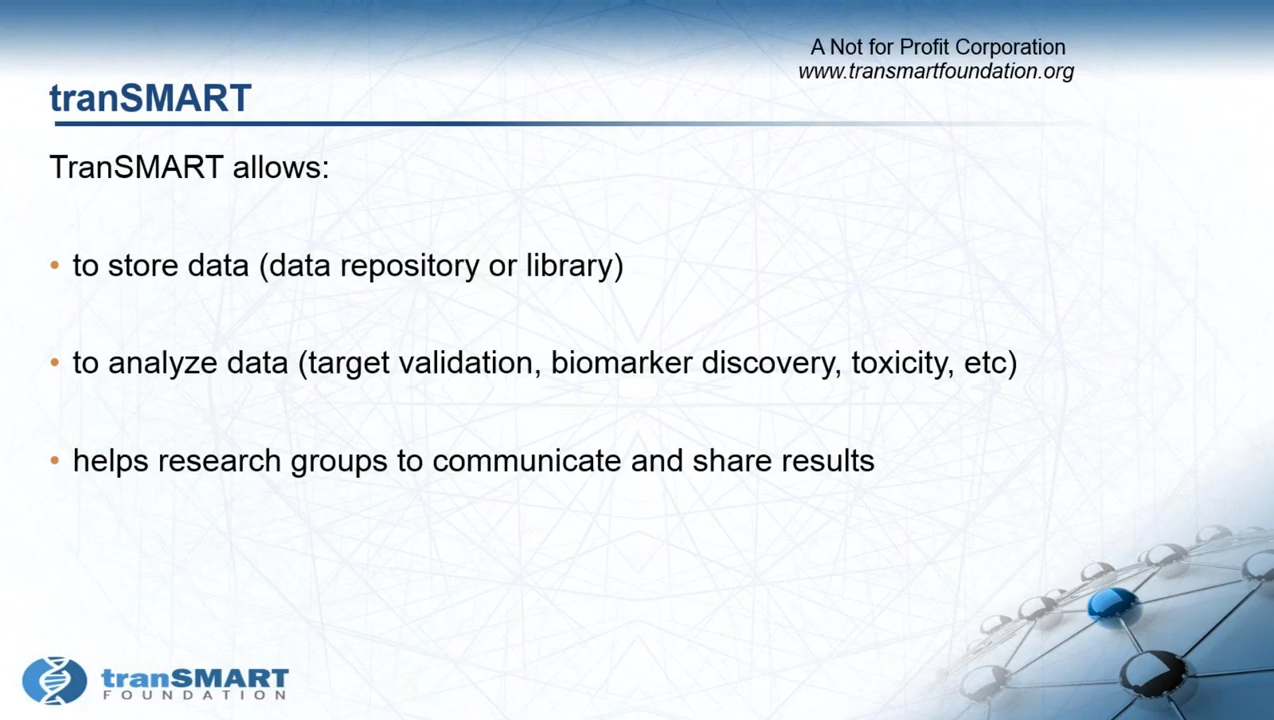 A Not for Profit Corporation
www.transmartfoundation.org
tranSMART
TranSMART allows:
• to store data (data repository or library)
• to analyze data (target validation, biomarker discovery, toxicity, etc)
• helps research groups to communicate and share results
tranSMART
FOUNDATION